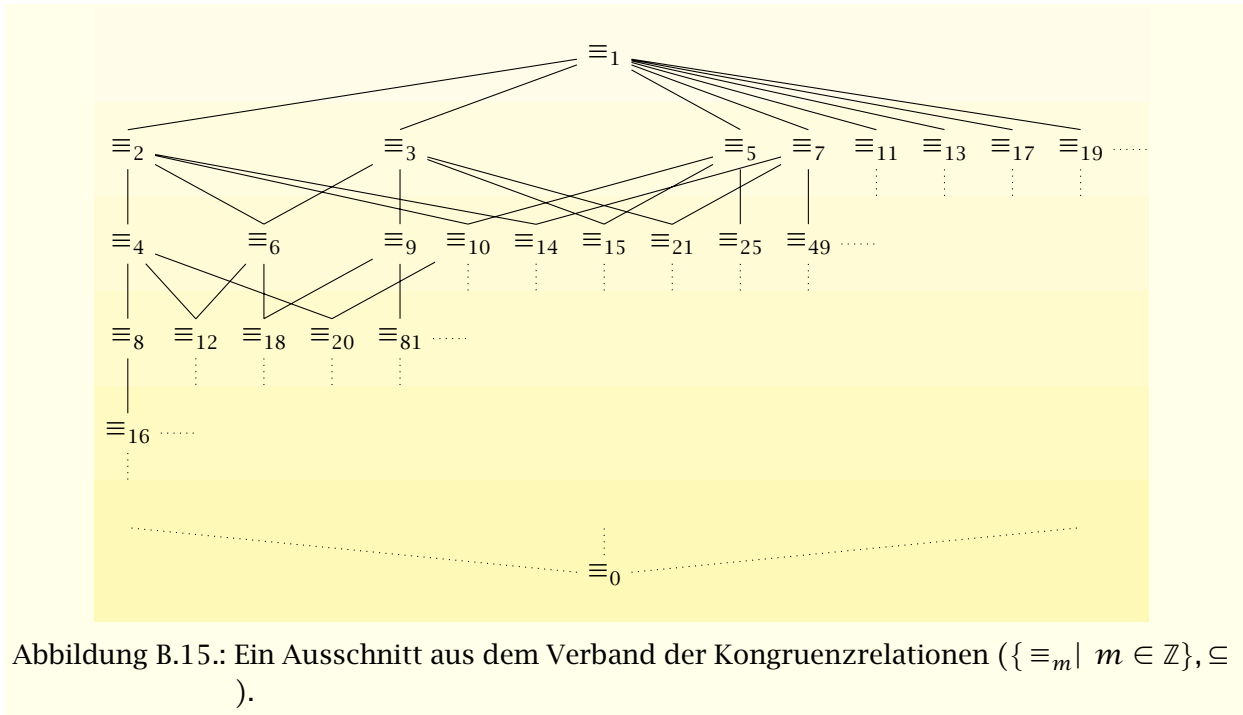 ≡₁
≡₂ ≡₃ ≡₅ ≡₇ ≡₁₁ ≡₁₃ ≡₁₇ ≡₁₉
≡₄ ≡₆ ≡₉ ≡₁₀ ≡₁₄ ≡₁₅ ≡₂₁ ≡₂₅ ≡₄₉
≡₈ ≡₁₂ ≡₁₈ ≡₂₀ ≡₈₁
≡₁₆
≡₀
Abbildung B.15.: Ein Ausschnitt aus dem Verband der Kongruenzrelationen ({ ≡ₘ | m ∈ ℤ}, ⊆
).